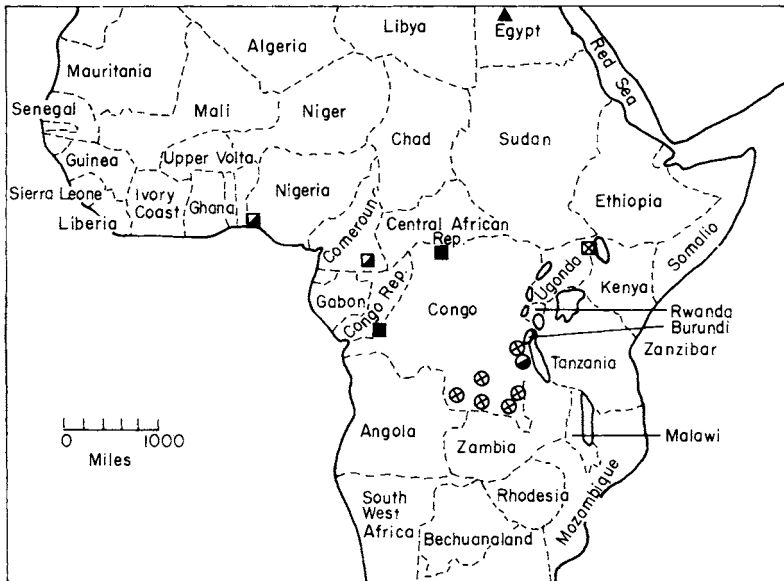 Libya
Egypt
Algeria
Red Sea
Mauritania
Mali
Niger
Senegal
Chad
Sudan
Guinea
Upper Volta
Sierra Leone
Ivory
Coast
Ghana
Nigeria
Ethiopia
Liberia
Cameroun
Central African
Rep.
Somalia
Uganda
Kenya
Gabon
Congo Rep.
Congo
Rwanda
Burundi
Zanzibar
Tanzania
0 1000
Miles
Angola
Zambia
Malawi
South
West
Africa
Rhodesia
Mozambique
Bechuanaland